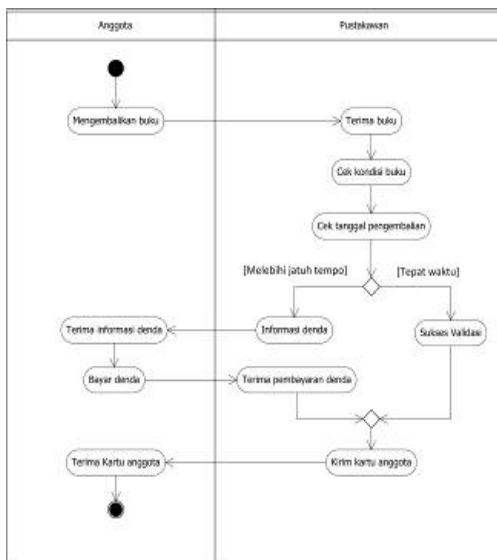 Anggota
Pustakawan
Mengembalikan buku
Terima buku
Cek kondisi buku
Cek tanggal pengembalian
[Melebihi jatuh tempo]
[Tepat waktu]
Terima informasi denda
Informasi denda
Sukses Validasi
Bayar denda
Terima pembayaran denda
Terima Kartu anggota
Kirim kartu anggota